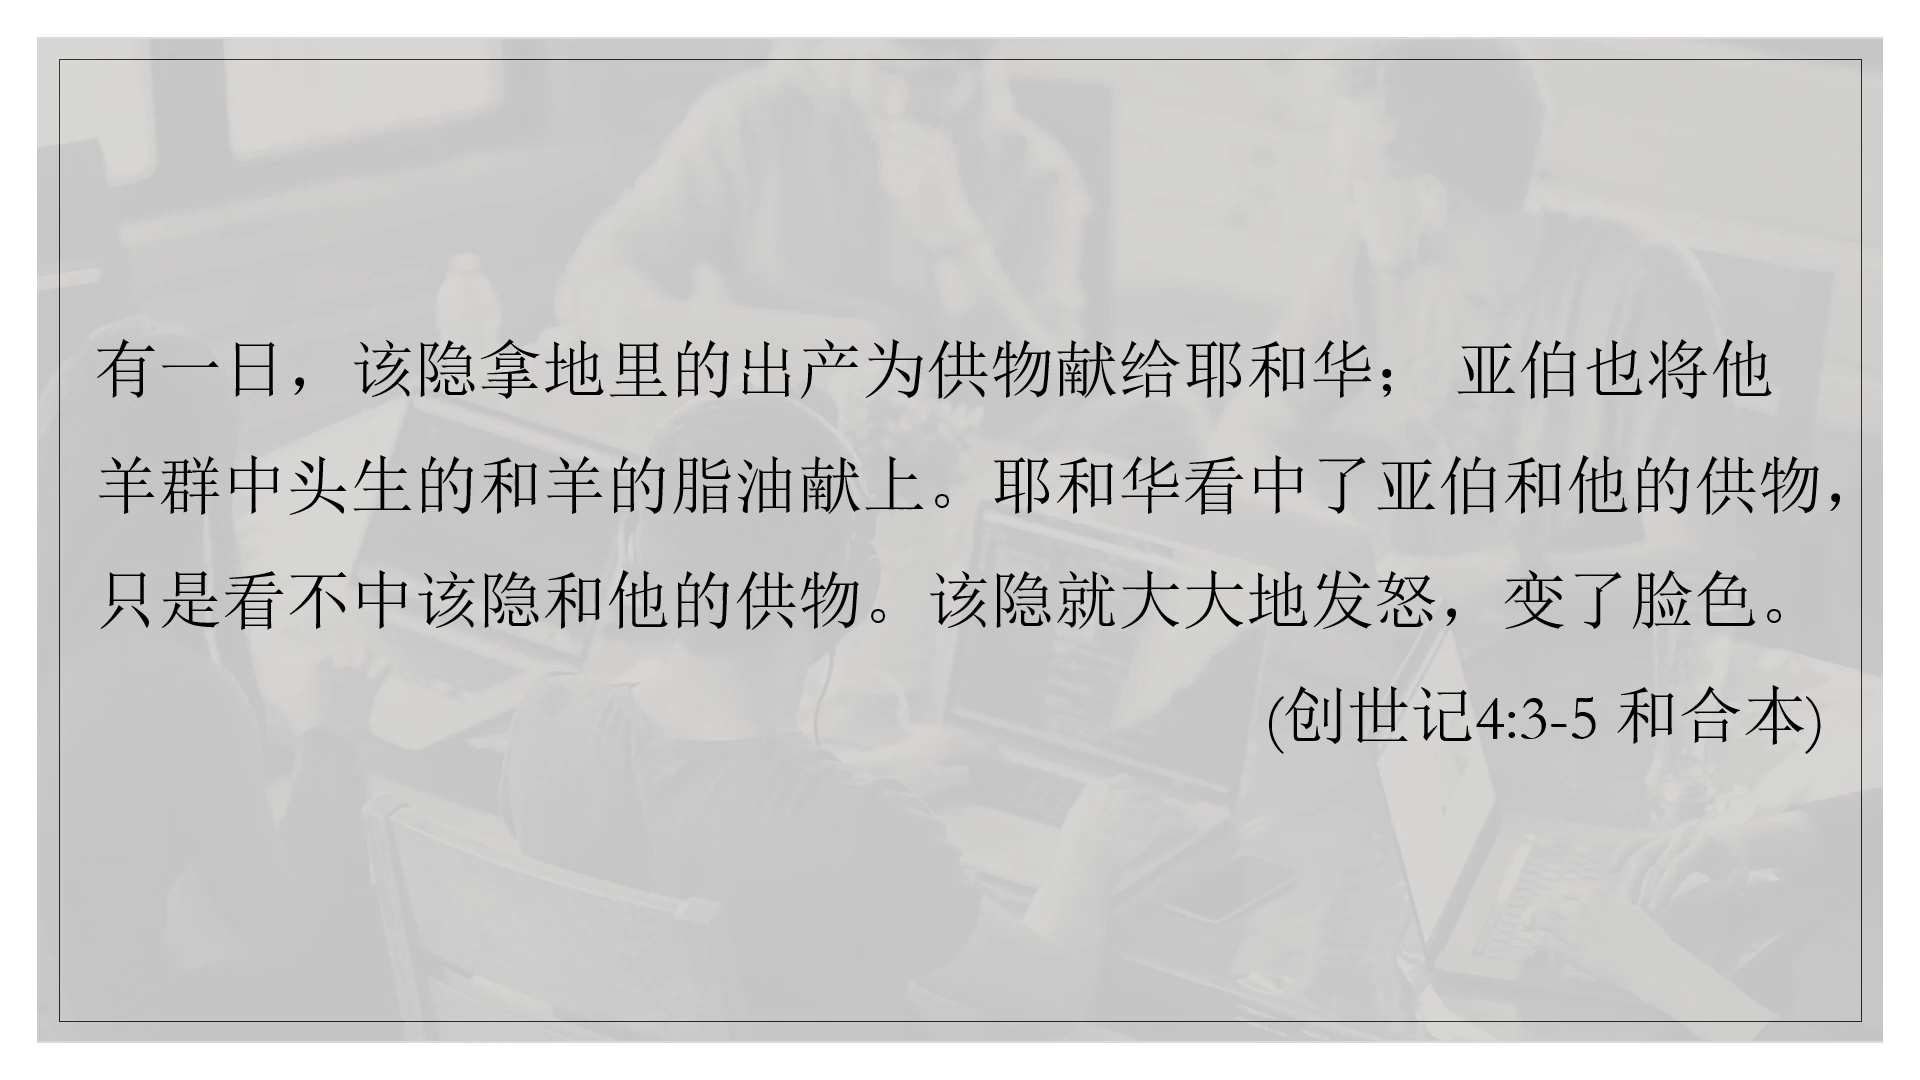 有一日，该隐拿地里的出产为供物献给耶和华； 亚伯也将他
羊群中头生的和羊的脂油献上。耶和华看中了亚伯和他的供物，
只是看不中该隐和他的供物。该隐就大大地发怒，变了脸色。
(创世记4:3-5 和合本)